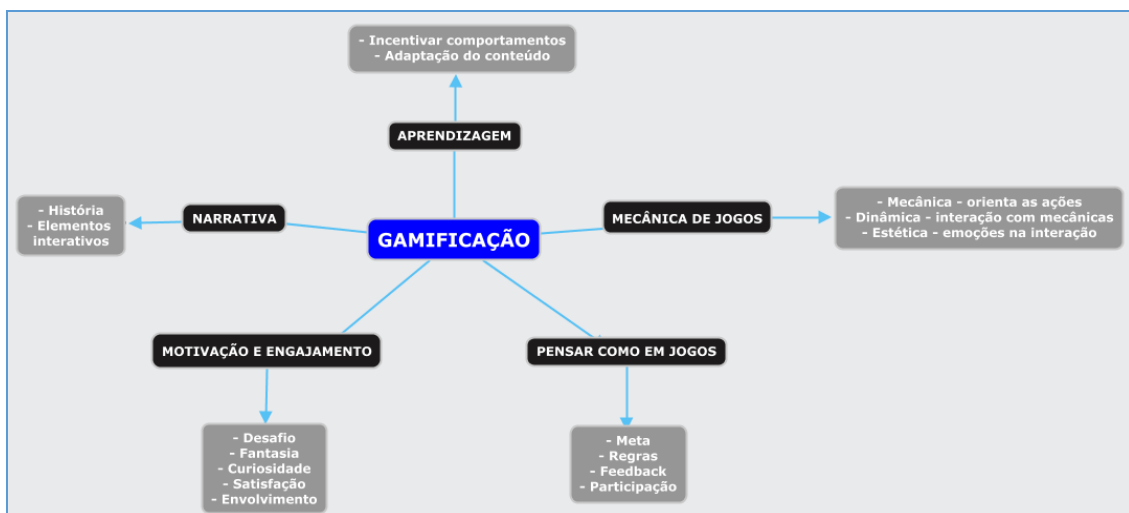 - Incentivar comportamentos
- Adaptação do conteúdo
APRENDIZAGEM
- História
- Elementos
interativos
NARRATIVA
GAMIFICAÇÃO
MECÂNICA DE JOGOS
- Mecânica - orienta as ações
- Dinâmica - interação com mecânicas
- Estética - emoções na interação
MOTIVAÇÃO E ENGAJAMENTO
PENSAR COMO EM JOGOS
- Desafio
- Fantasia
- Curiosidade
- Satisfação
- Envolvimento
- Meta
- Regras
- Feedback
- Participação